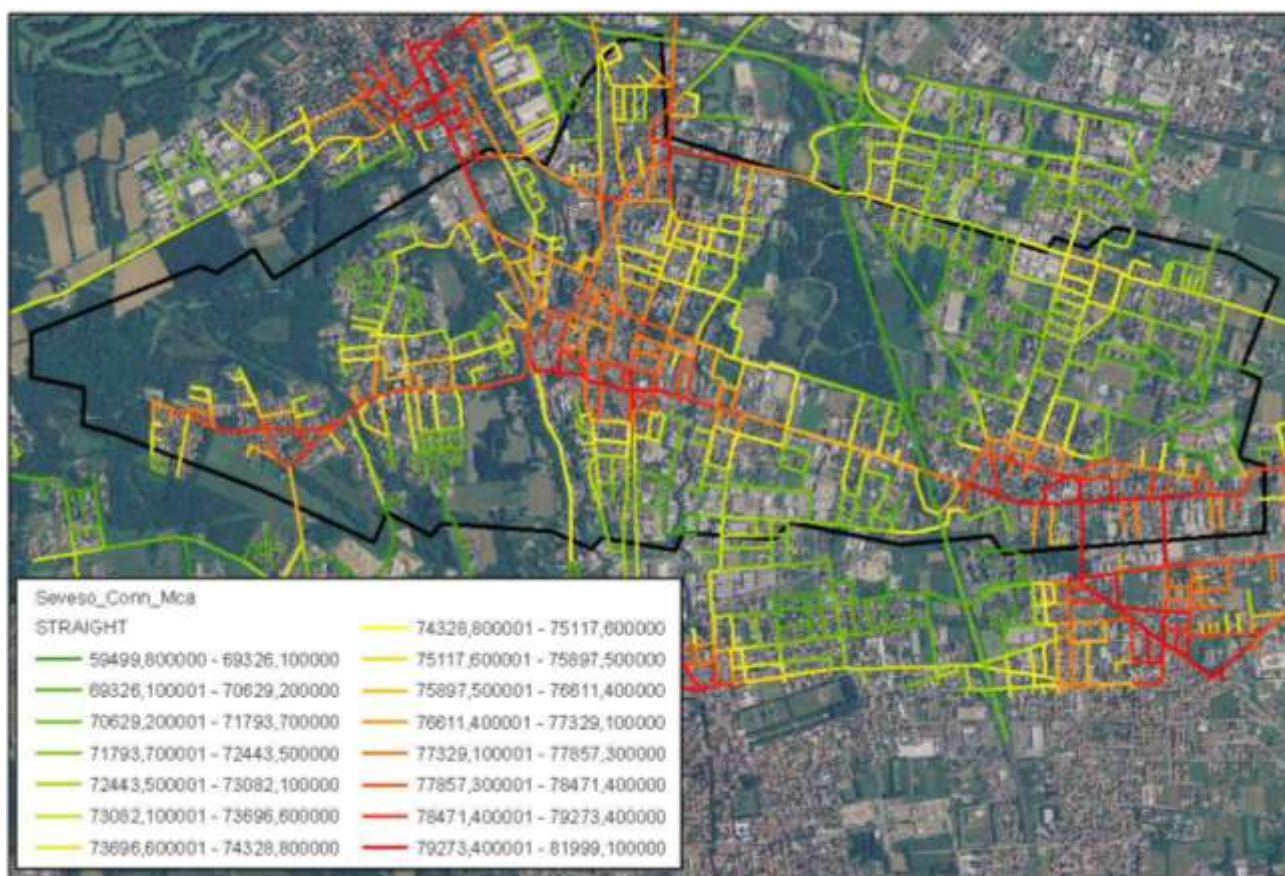 Seveso_Conn_Mca
STRAIGHT
59499,800000 - 69326,100000
69326,100001 - 70629,200000
70629,200001 - 71793,700000
71793,700001 - 72443,500000
72443,500001 - 73082,100000
73082,100001 - 73696,600000
73696,600001 - 74328,800000
74328,800001 - 75117,600000
75117,600001 - 75897,500000
75897,500001 - 76611,400000
76611,400001 - 77329,100000
77329,100001 - 77857,300000
77857,300001 - 78471,400000
78471,400001 - 79273,400000
79273,400001 - 81999,100000